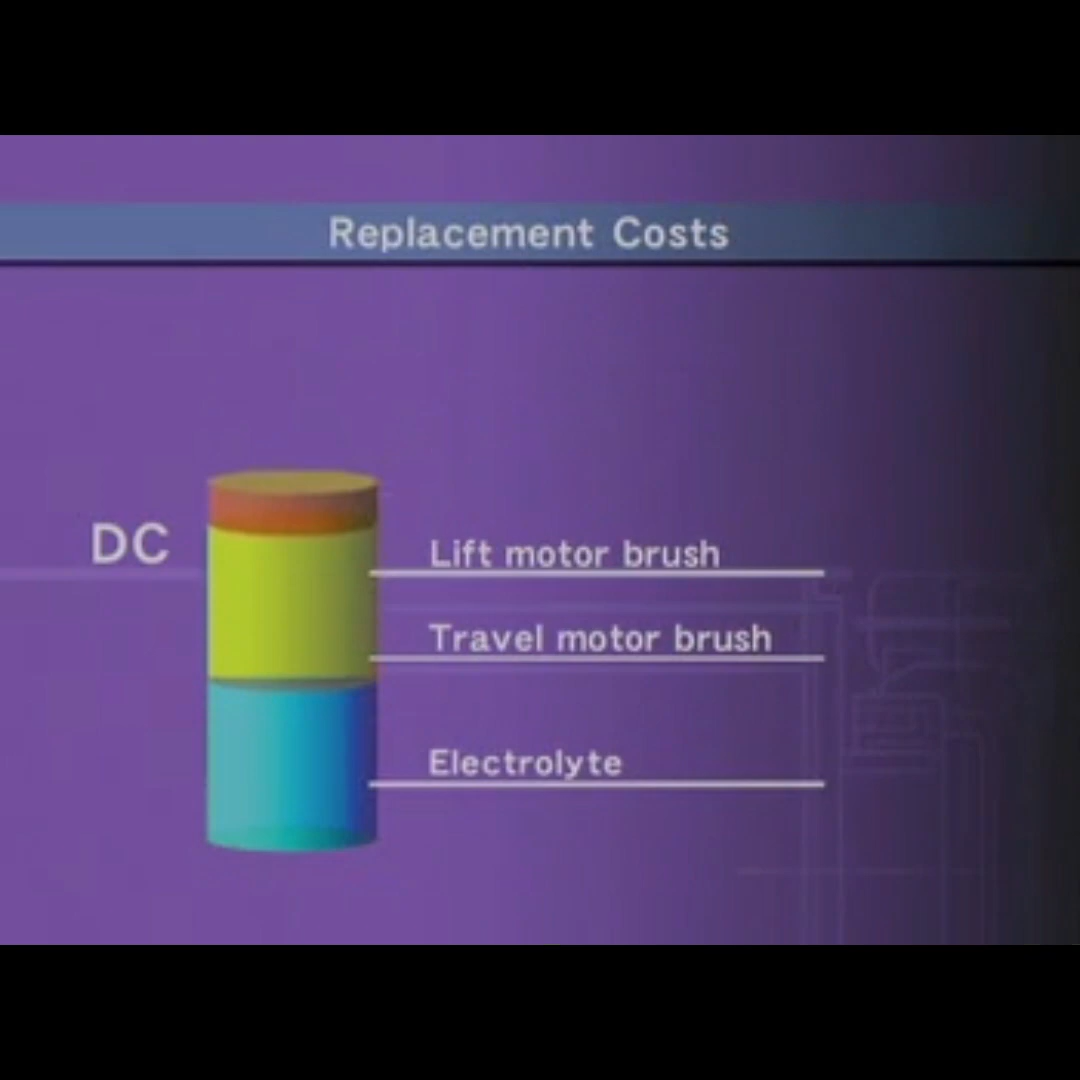 Replacement Costs
DC
Lift motor brush
Travel motor brush
Electrolyte